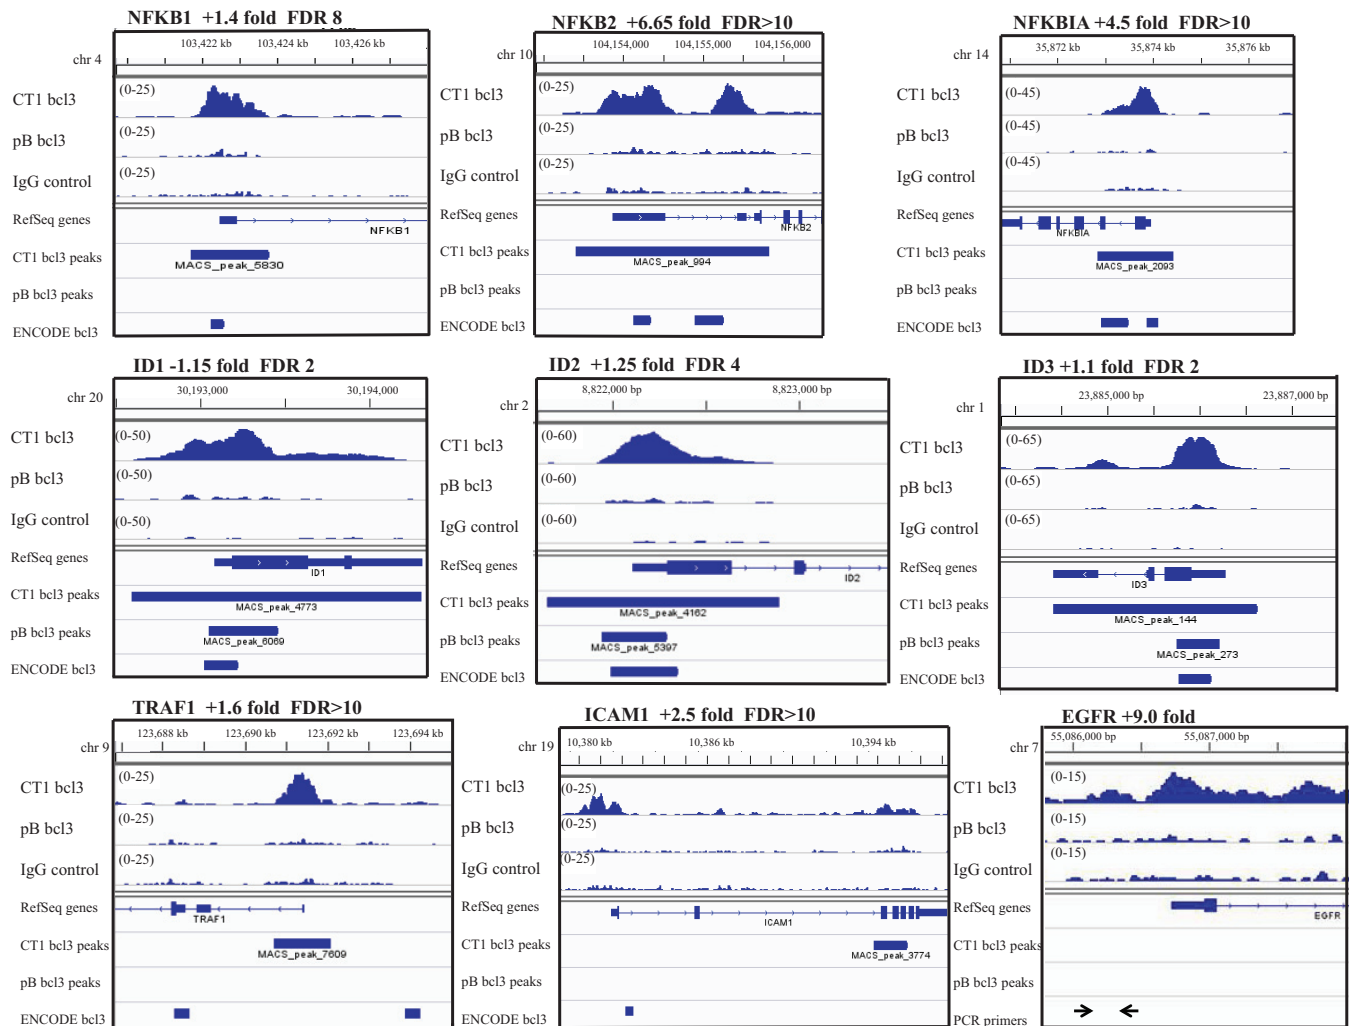 NFKB1 +1.4 fold FDR 8
103,422 kb 103,424 kb 103,426 kb
chr 4
CT1 bcl3 (0-25)
pB bcl3 (0-25)
IgG control (0-25)
RefSeq genes
NFKB1
CT1 bcl3 peaks
MACS_peak_5830
pB bcl3 peaks
ENCODE bcl3
NFKB2 +6.65 fold FDR>10
104,154,000 104,155,000 104,156,000
chr 10
CT1 bcl3 (0-25)
pB bcl3 (0-25)
IgG control (0-25)
RefSeq genes
NFKB2
CT1 bcl3 peaks
MACS_peak_994
pB bcl3 peaks
ENCODE bcl3
NFKBIA +4.5 fold FDR>10
35,872 kb 35,874 kb 35,876 kb
chr 14
CT1 bcl3 (0-45)
pB bcl3 (0-45)
IgG control (0-45)
RefSeq genes
NFKBIA
CT1 bcl3 peaks
MACS_peak_2093
pB bcl3 peaks
ENCODE bcl3
ID1 -1.15 fold FDR 2
30,193,000 30,194,000
chr 20
CT1 bcl3 (0-50)
pB bcl3 (0-50)
IgG control (0-50)
RefSeq genes
ID1
CT1 bcl3 peaks
MACS_peak_4773
pB bcl3 peaks
MACS_peak_6069
ENCODE bcl3
ID2 +1.25 fold FDR 4
8,822,000 bp 8,823,000 bp
chr 2
CT1 bcl3 (0-60)
pB bcl3 (0-60)
IgG control (0-60)
RefSeq genes
ID2
CT1 bcl3 peaks
MACS_peak_4162
pB bcl3 peaks
MACS_peak_5397
ENCODE bcl3
ID3 +1.1 fold FDR 2
23,885,000 bp 23,887,000 bp
chr 1
CT1 bcl3 (0-65)
pB bcl3 (0-65)
IgG control (0-65)
RefSeq genes
ID3
CT1 bcl3 peaks
MACS_peak_144
pB bcl3 peaks
MACS_peak_273
ENCODE bcl3
TRAF1 +1.6 fold FDR>10
123,688 kb 123,690 kb 123,692 kb 123,694 kb
chr 9
CT1 bcl3 (0-25)
pB bcl3 (0-25)
IgG control (0-25)
RefSeq genes
TRAF1
CT1 bcl3 peaks
MACS_peak_7609
pB bcl3 peaks
ENCODE bcl3
ICAM1 +2.5 fold FDR>10
10,380 kb 10,386 kb 10,394 kb
chr 19
CT1 bcl3 (0-25)
pB bcl3 (0-25)
IgG control (0-25)
RefSeq genes
ICAM1
CT1 bcl3 peaks
MACS_peak_3774
pB bcl3 peaks
ENCODE bcl3
EGFR +9.0 fold
55,086,000 bp 55,087,000 bp
chr 7
CT1 bcl3 (0-15)
pB bcl3 (0-15)
IgG control (0-15)
RefSeq genes
EGFR
CT1 bcl3 peaks
pB bcl3 peaks
PCR primers